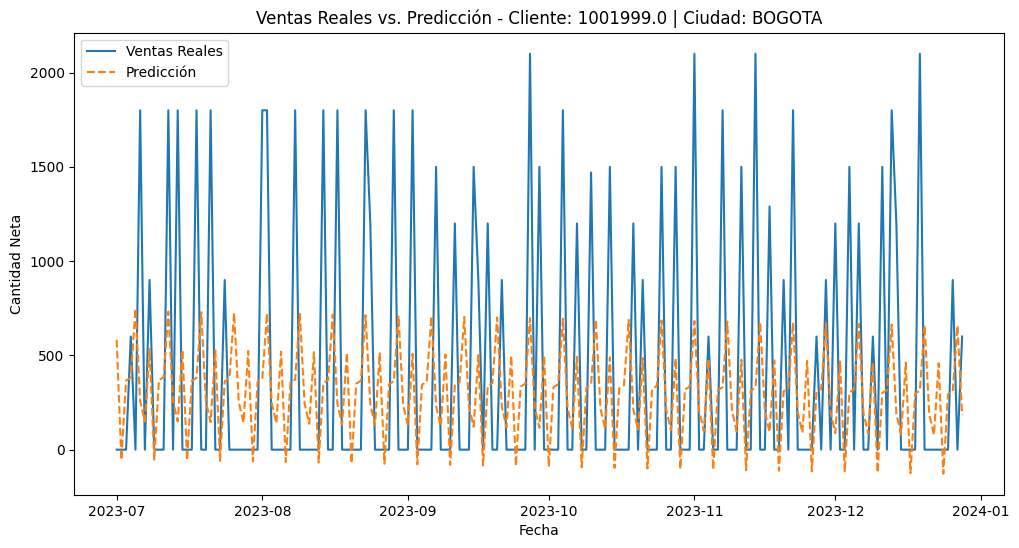 Ventas Reales vs. Predicción - Cliente: 1001999.0 | Ciudad: BOGOTA
Ventas Reales
Predicción
Cantidad Neta
2000
1500
1000
500
0
2023-07
2023-08
2023-09
2023-10
2023-11
2023-12
2024-01
Fecha